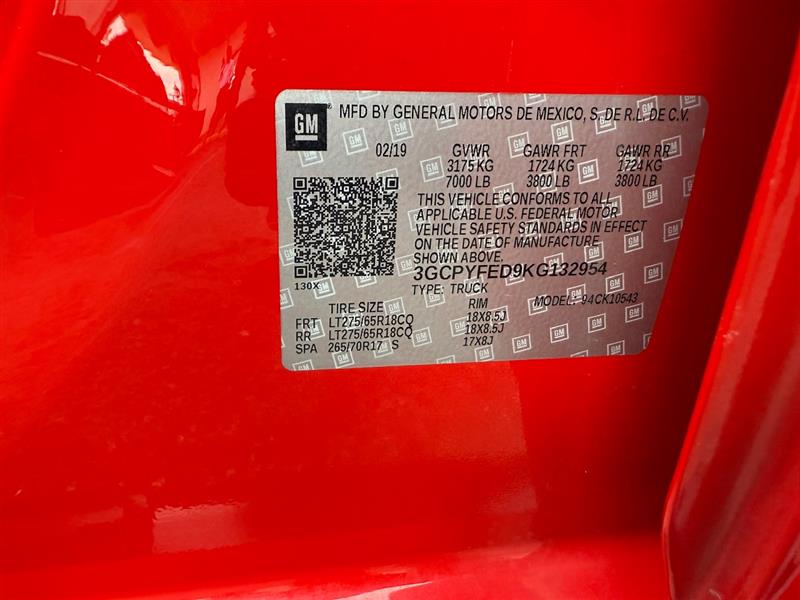 GM MFD BY GENERAL MOTORS DE MEXICO, S. DE R.L. DE C.V.
02/19 GVWR GAWR FRT GAWR RR
3175 KG 1724 KG 1724 KG
7000 LB 3800 LB 3800 LB
THIS VEHICLE CONFORMS TO ALL
APPLICABLE U.S. FEDERAL MOTOR
VEHICLE SAFETY STANDARDS IN EFFECT
ON THE DATE OF MANUFACTURE
SHOWN ABOVE.
3GCPYFED9KG132954
130X TYPE: TRUCK
TIRE SIZE RIM MODEL: 94CK10543
FRT LT275/65R18CQ 18X8.5J
RR LT275/65R18CQ 18X8.5J
SPA 265/70R17 S 17X8J